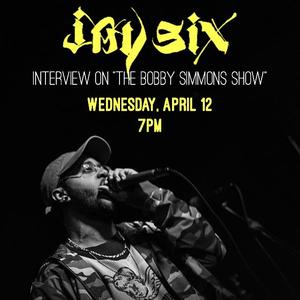 JAY SIX
INTERVIEW ON "THE BOBBY SIMMONS SHOW"
WEDNESDAY, APRIL 12
7PM